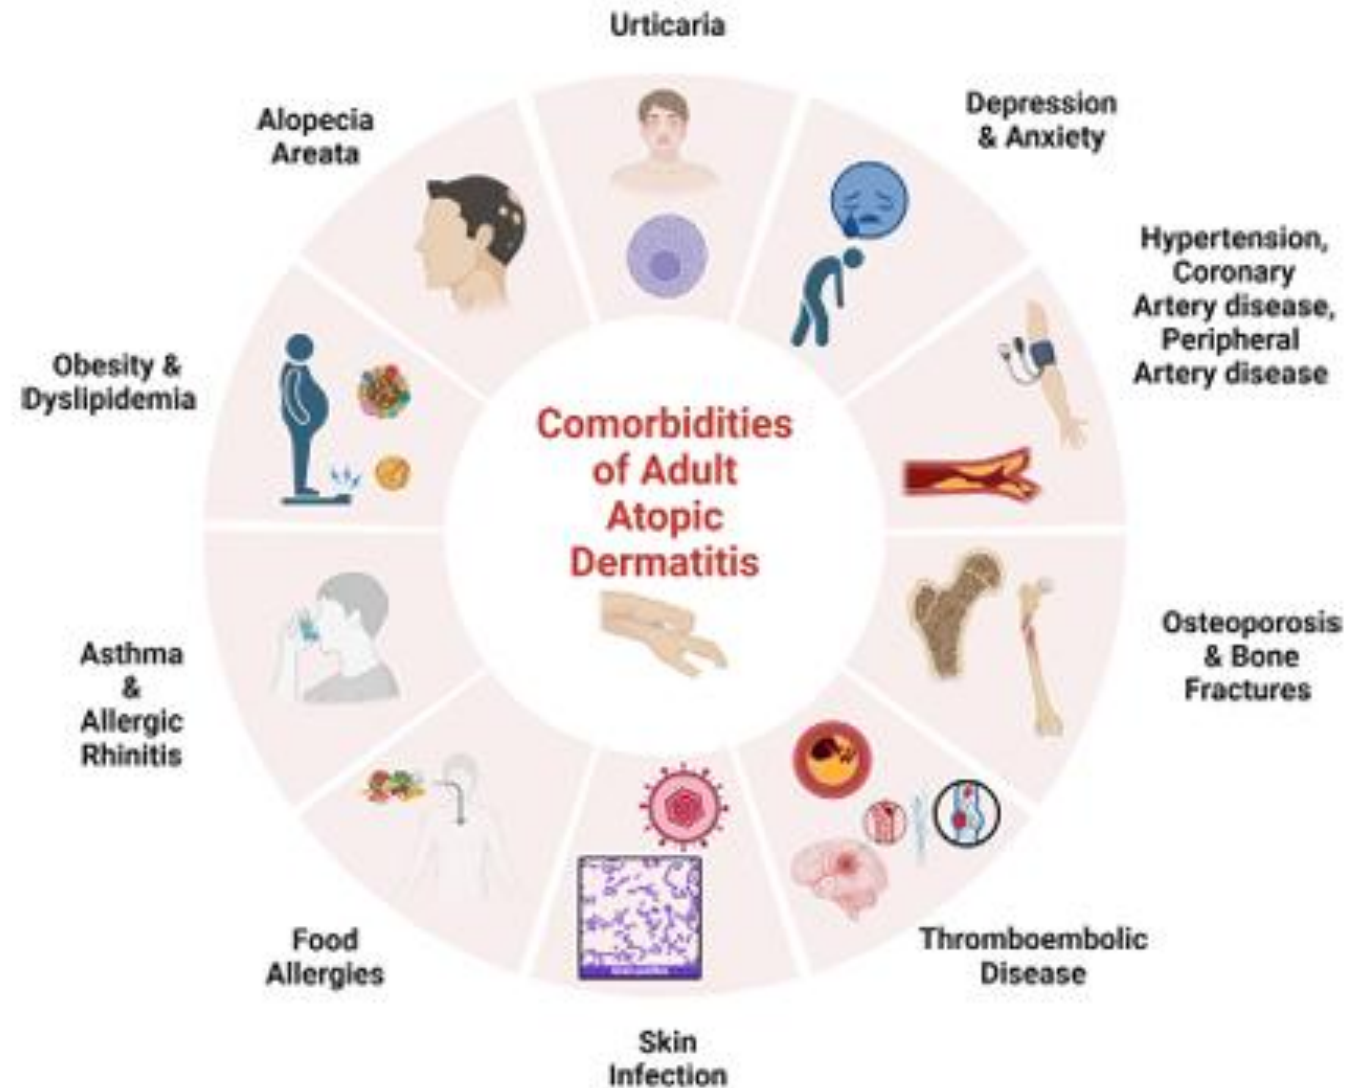 Urticaria
Depression
& Anxiety
Hypertension,
Coronary
Artery disease,
Peripheral
Artery disease
Osteoporosis
& Bone
Fractures
Thromboembolic
Disease
Skin
Infection
Food
Allergies
Asthma
&
Allergic
Rhinitis
Obesity &
Dyslipidemia
Alopecia
Areata
Comorbidities
of Adult
Atopic
Dermatitis